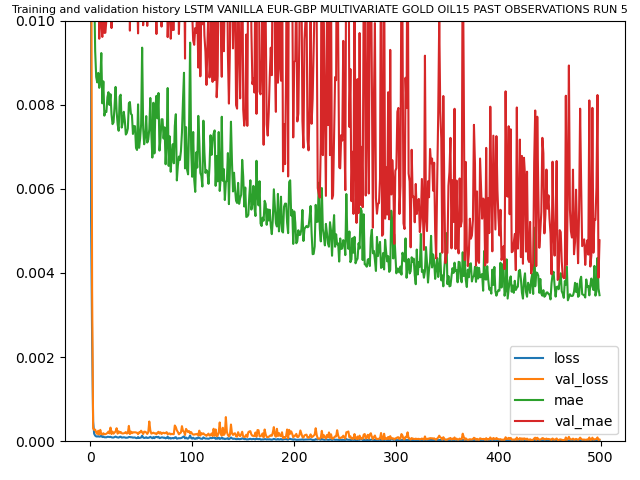 Training and validation history LSTM VANILLA EUR-GBP MULTIVARIATE GOLD OIL15 PAST OBSERVATIONS RUN 5
0.010
0.008
0.006
0.004
0.002
0.000
loss
val_loss
mae
val_mae
0 100 200 300 400 500